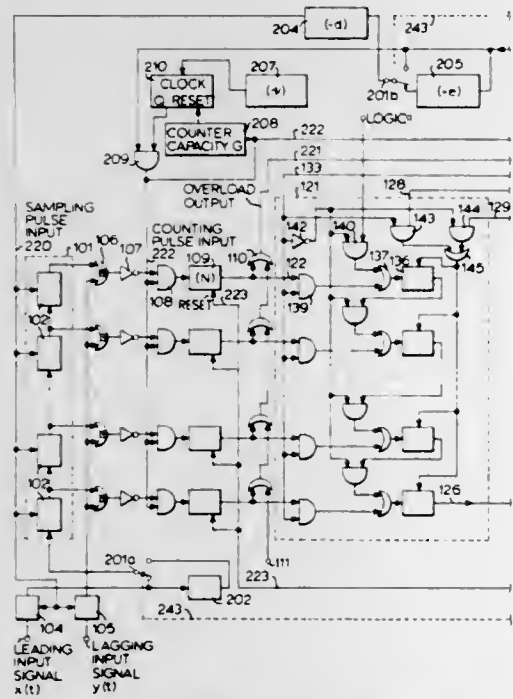 204 (÷d)
243
210
207
205
CLOCK
Q RESET
(÷e)
201b
208
LOGIC
COUNTER
CAPACITY G
222
209
221
133
OVERLOAD
OUTPUT
121
128
144
129
SAMPLING
PULSE
INPUT
COUNTING
PULSE INPUT
142
140
143
220
101
106
107
222
109
110
122
137
136
145
(N)
108
RESET
223
139
102
102
126
201a
111
202
223
243
104
105
LEADING
INPUT
SIGNAL
x(t)
LAGGING
INPUT
SIGNAL
y(t)